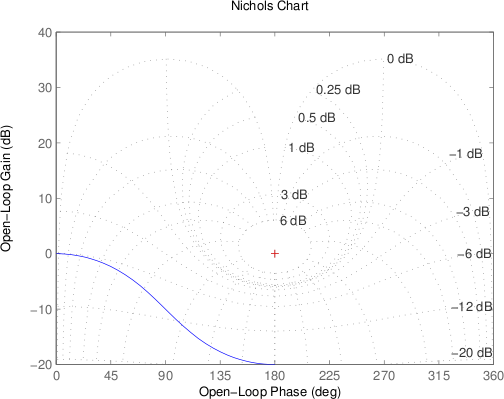 Nichols Chart
Open−Loop Gain (dB)
40
30
20
10
0
−10
−20
0 dB
0.25 dB
0.5 dB
1 dB
3 dB
6 dB
−1 dB
−3 dB
−6 dB
−12 dB
−20 dB
0 45 90 135 180 225 270 315 360
Open−Loop Phase (deg)